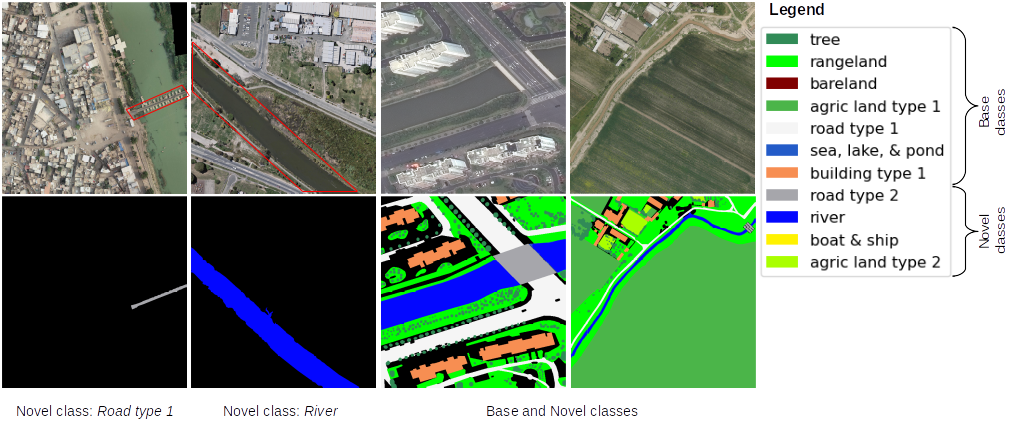 Legend
tree
rangeland
bareland
agric land type 1
road type 1
sea, lake, & pond
building type 1
road type 2
river
boat & ship
agric land type 2
Base
classes
Novel
classes
Novel class: Road type 1
Novel class: River
Base and Novel classes